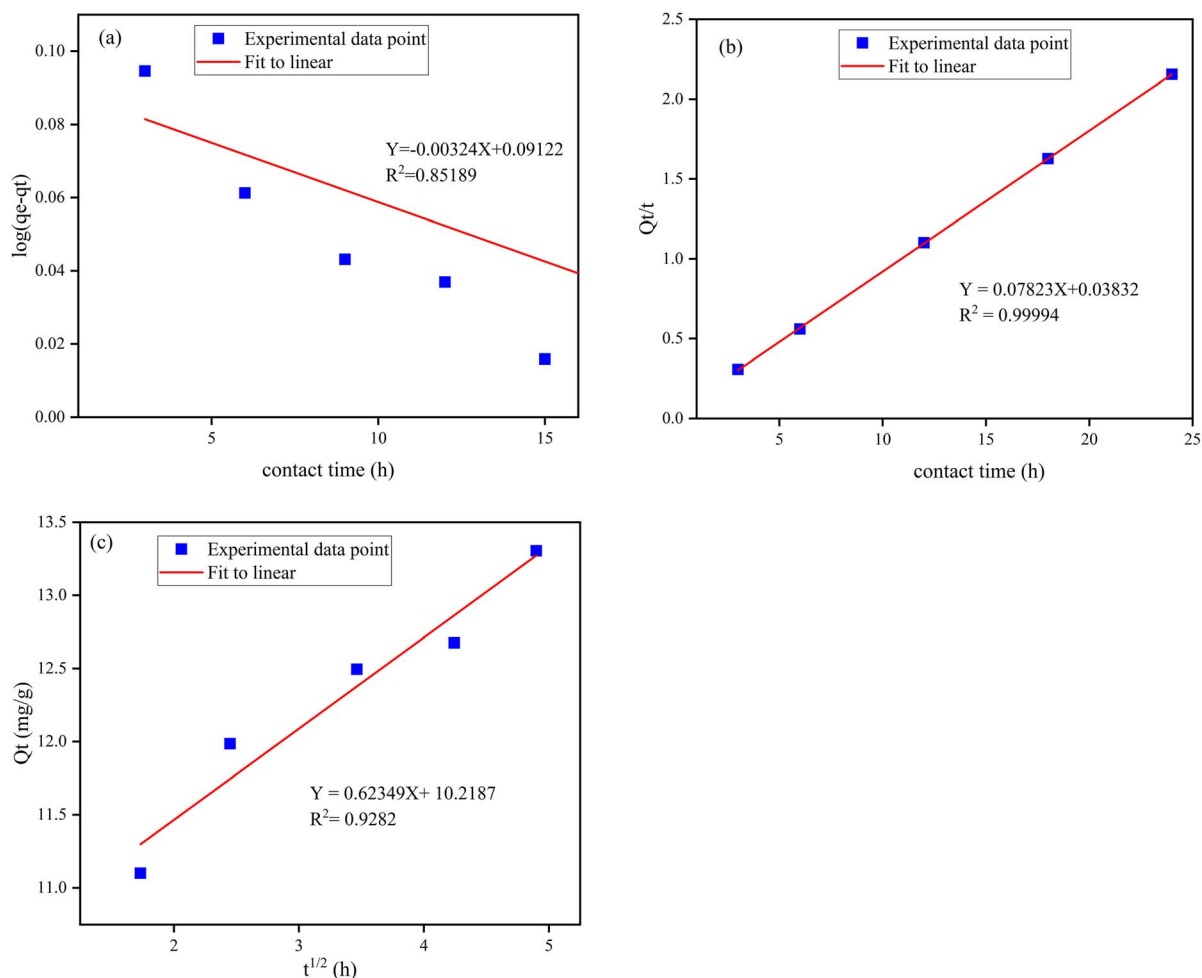 (a)
Experimental data point
Fit to linear
Y=-0.00324X+0.09122
R²=0.85189
log(qe-qt)
0.10
0.08
0.06
0.04
0.02
0.00
5
10
15
contact time (h)
(b)
Experimental data point
Fit to linear
Y = 0.07823X+0.03832
R² = 0.99994
Qt/t
2.5
2.0
1.5
1.0
0.5
0.0
5
10
15
20
25
contact time (h)
(c)
Experimental data point
Fit to linear
Y = 0.62349X+ 10.2187
R²= 0.9282
Qt (mg/g)
13.5
13.0
12.5
12.0
11.5
11.0
2
3
4
5
t^1/2 (h)